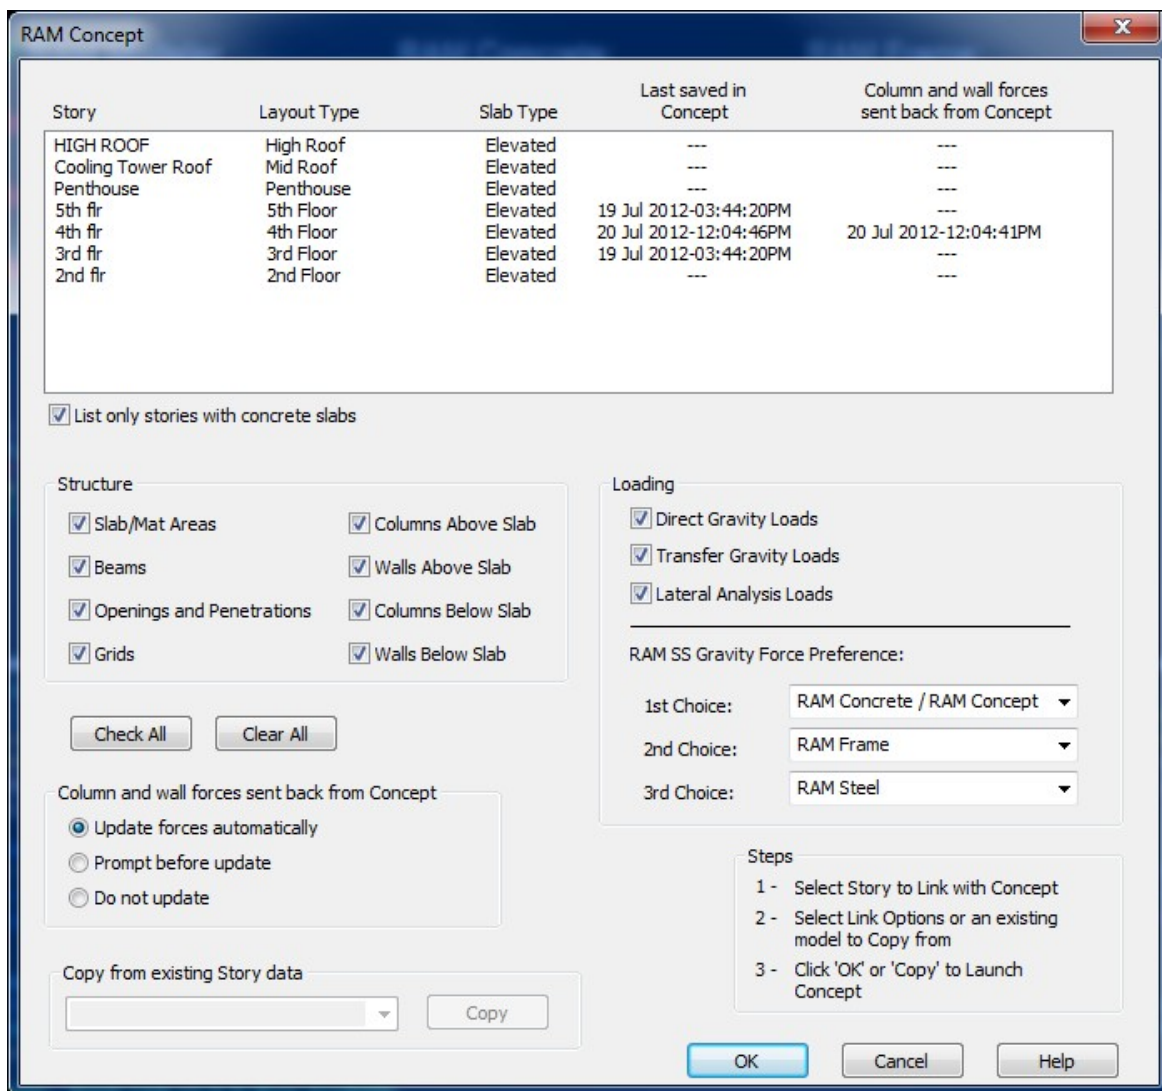 RAM Concept
Story Layout Type Slab Type Last saved in Concept Column and wall forces sent back from Concept
HIGH ROOF High Roof Elevated --- ---
Cooling Tower Roof Mid Roof Elevated --- ---
Penthouse Penthouse Elevated --- ---
5th flr 5th Floor Elevated 19 Jul 2012-03:44:20PM ---
4th flr 4th Floor Elevated 20 Jul 2012-12:04:46PM 20 Jul 2012-12:04:41PM
3rd flr 3rd Floor Elevated 19 Jul 2012-03:44:20PM ---
2nd flr 2nd Floor Elevated --- ---
List only stories with concrete slabs
Structure
Slab/Mat Areas Columns Above Slab
Beams Walls Above Slab
Openings and Penetrations Columns Below Slab
Grids Walls Below Slab
Check All Clear All
Loading
Direct Gravity Loads
Transfer Gravity Loads
Lateral Analysis Loads
RAM SS Gravity Force Preference:
1st Choice: RAM Concrete / RAM Concept
2nd Choice: RAM Frame
3rd Choice: RAM Steel
Column and wall forces sent back from Concept
Update forces automatically
Prompt before update
Do not update
Steps
1 - Select Story to Link with Concept
2 - Select Link Options or an existing
model to Copy from
3 - Click 'OK' or 'Copy' to Launch
Concept
Copy from existing Story data
Copy
OK Cancel Help